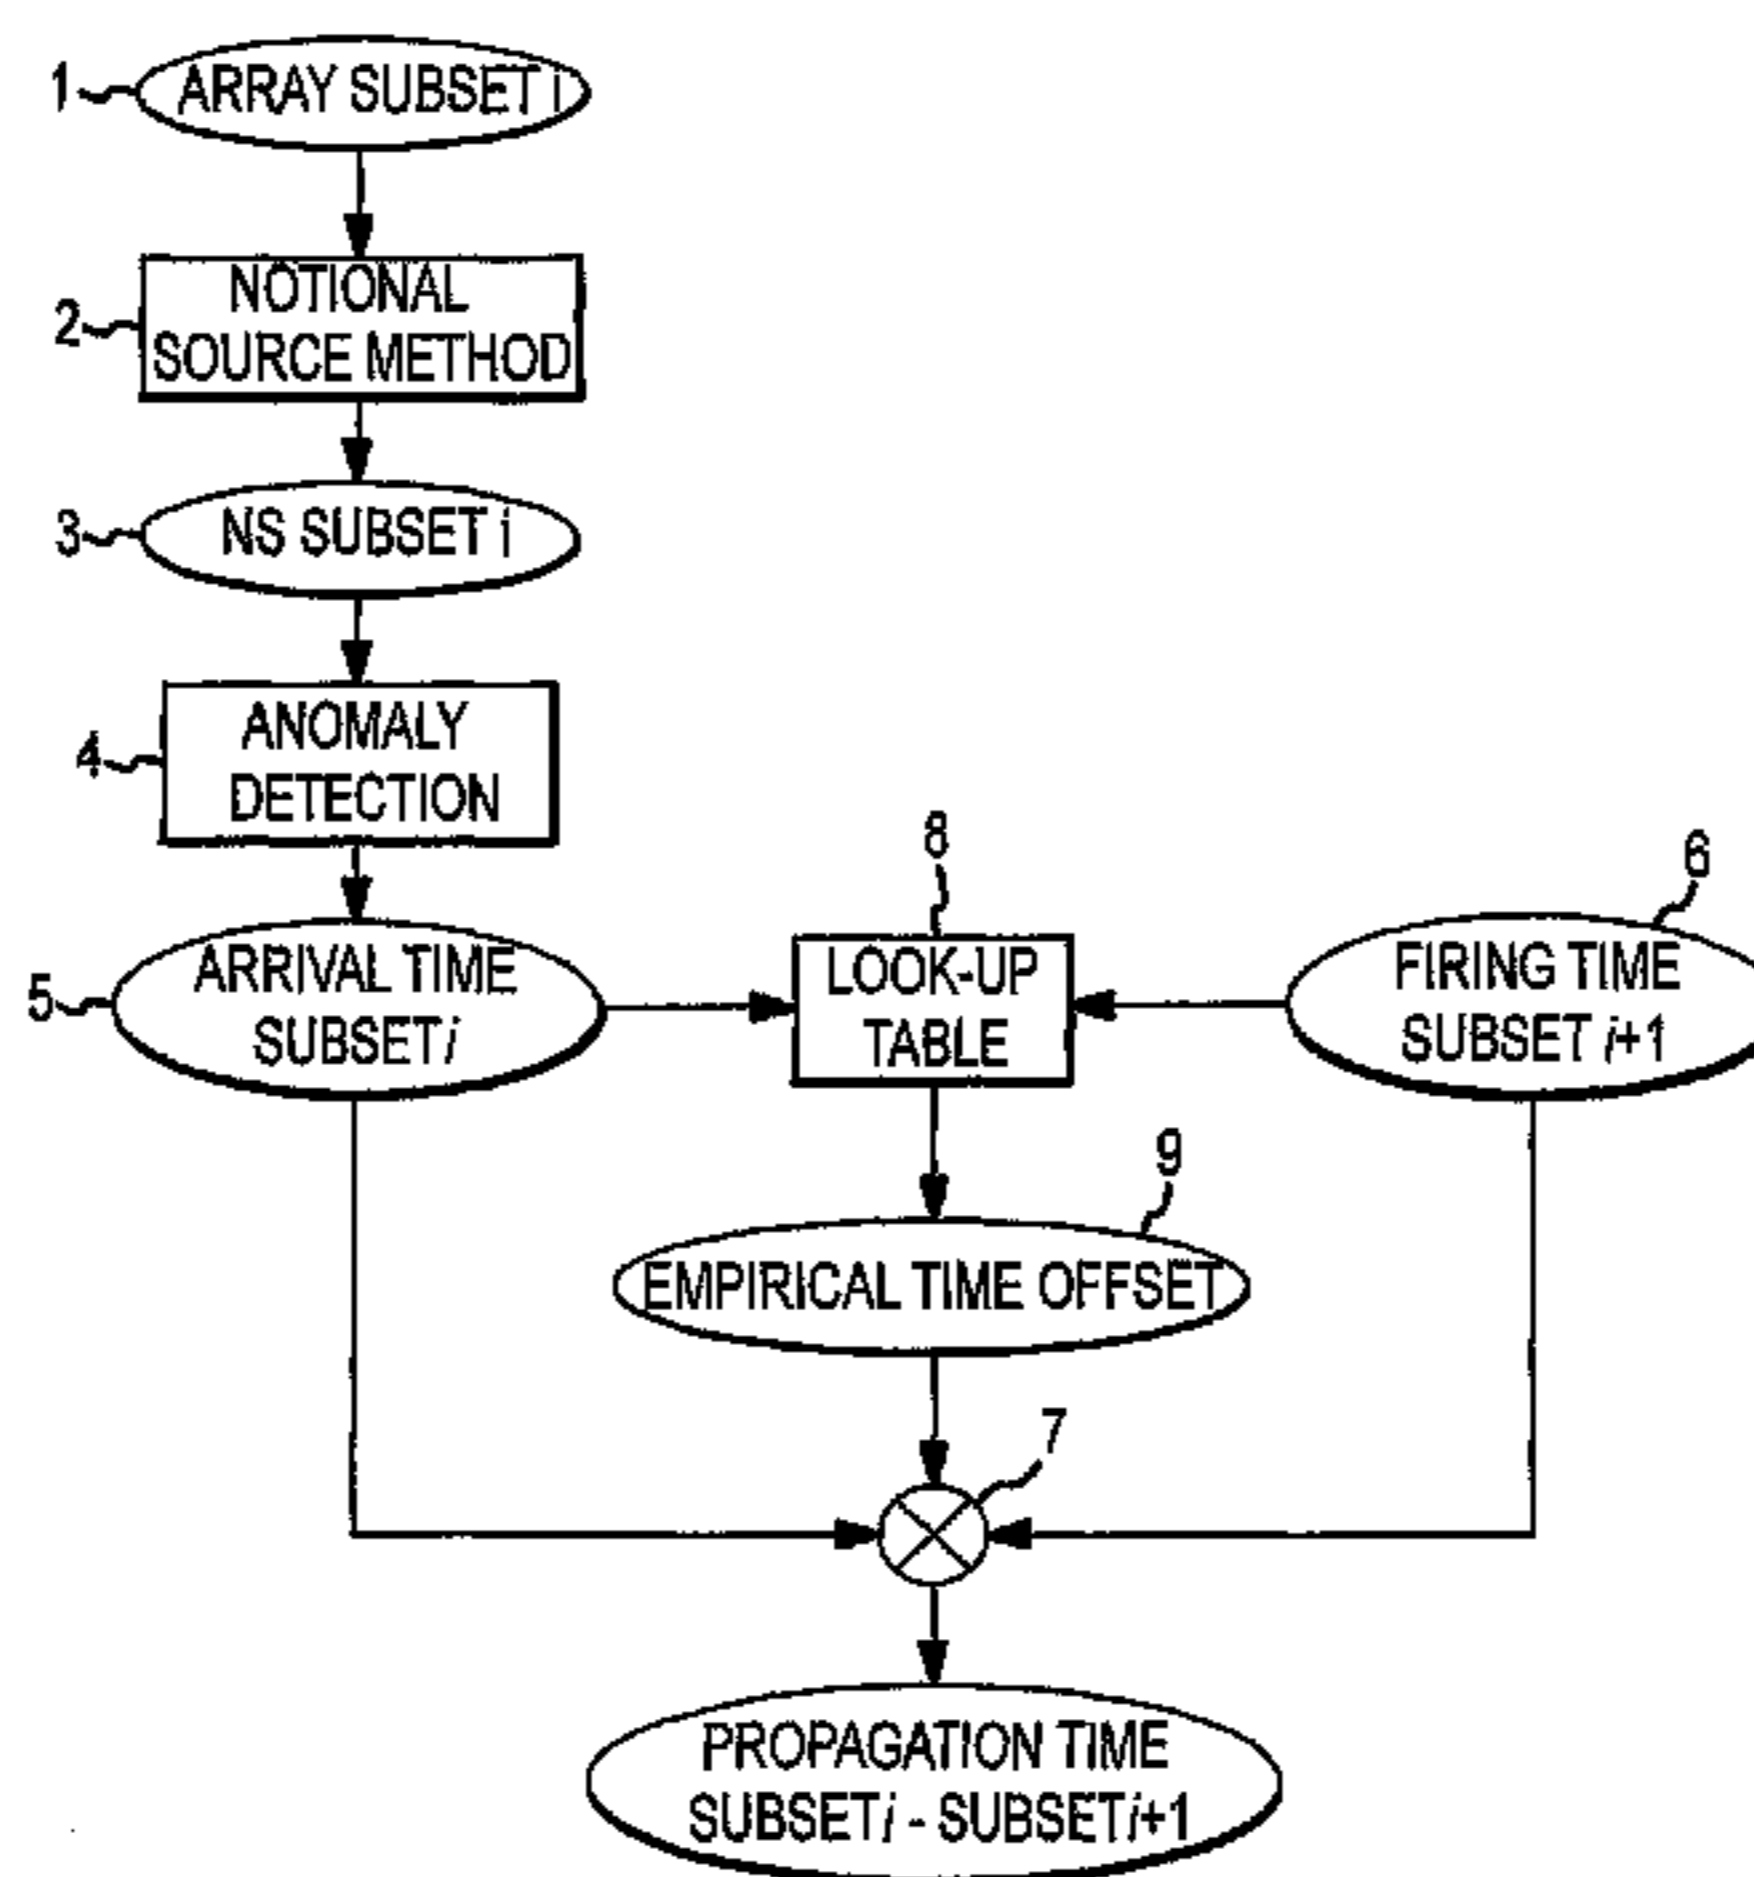 1
ARRAY SUBSET i
2
NOTIONAL
SOURCE METHOD
3
NS SUBSET i
4
ANOMALY
DETECTION
5
ARRIVAL TIME
SUBSET i
8
LOOK-UP
TABLE
6
FIRING TIME
SUBSET i+1
9
EMPIRICAL TIME OFFSET
7
PROPAGATION TIME
SUBSET i - SUBSET i+1